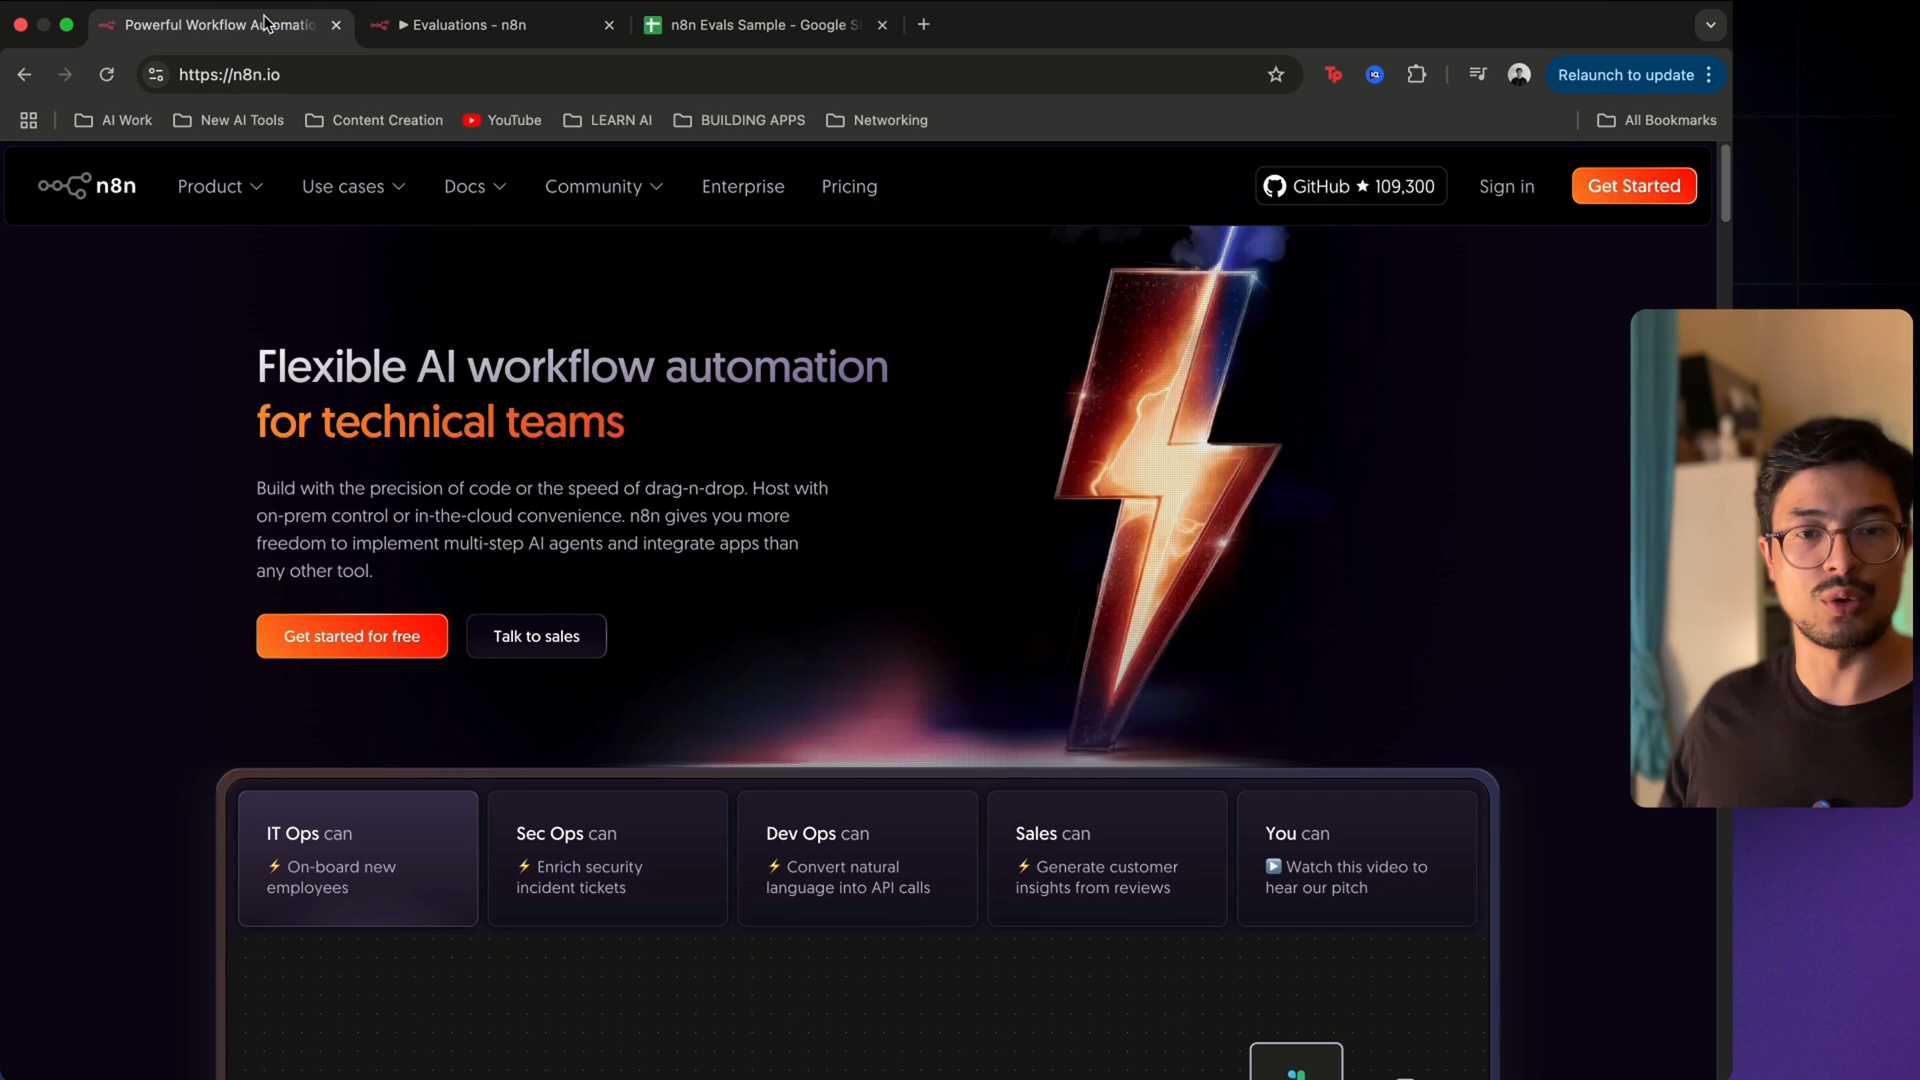 Powerful Workflow Automatio
▶ Evaluations - n8n
n8n Evals Sample - Google S
https://n8n.io
Relaunch to update
AI Work
New AI Tools
Content Creation
YouTube
LEARN AI
BUILDING APPS
Networking
All Bookmarks
n8n
Product
Use cases
Docs
Community
Enterprise
Pricing
GitHub ★ 109,300
Sign in
Get Started
Flexible AI workflow automation
for technical teams
Build with the precision of code or the speed of drag-n-drop. Host with
on-prem control or in-the-cloud convenience. n8n gives you more
freedom to implement multi-step AI agents and integrate apps than
any other tool.
Get started for free
Talk to sales
IT Ops can
⚡ On-board new
employees
Sec Ops can
⚡ Enrich security
incident tickets
Dev Ops can
⚡ Convert natural
language into API calls
Sales can
⚡ Generate customer
insights from reviews
You can
▶️ Watch this video to
hear our pitch